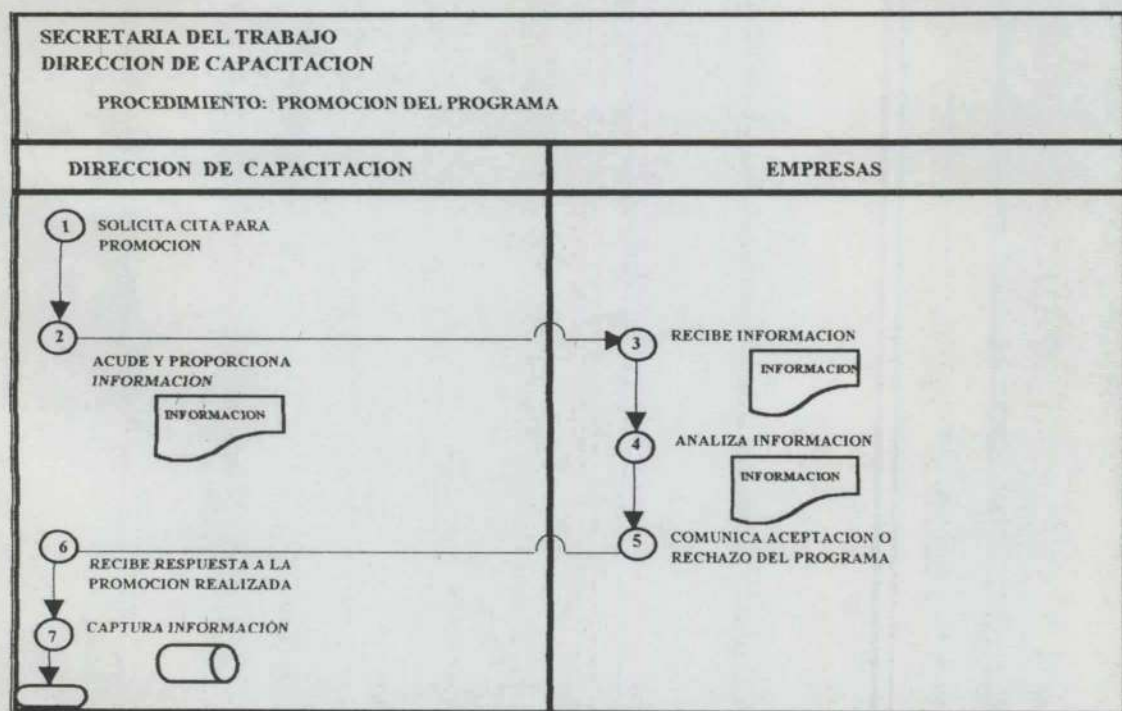 SECRETARIA DEL TRABAJO
DIRECCION DE CAPACITACION
PROCEDIMIENTO: PROMOCION DEL PROGRAMA
DIRECCION DE CAPACITACION
EMPRESAS
1 SOLICITA CITA PARA
PROMOCION
2
ACUDE Y PROPORCIONA
INFORMACION
INFORMACION
3 RECIBE INFORMACION
INFORMACION
4 ANALIZA INFORMACION
INFORMACION
5 COMUNICA ACEPTACION O
RECHAZO DEL PROGRAMA
6
RECIBE RESPUESTA A LA
PROMOCION REALIZADA
7 CAPTURA INFORMACIÓN